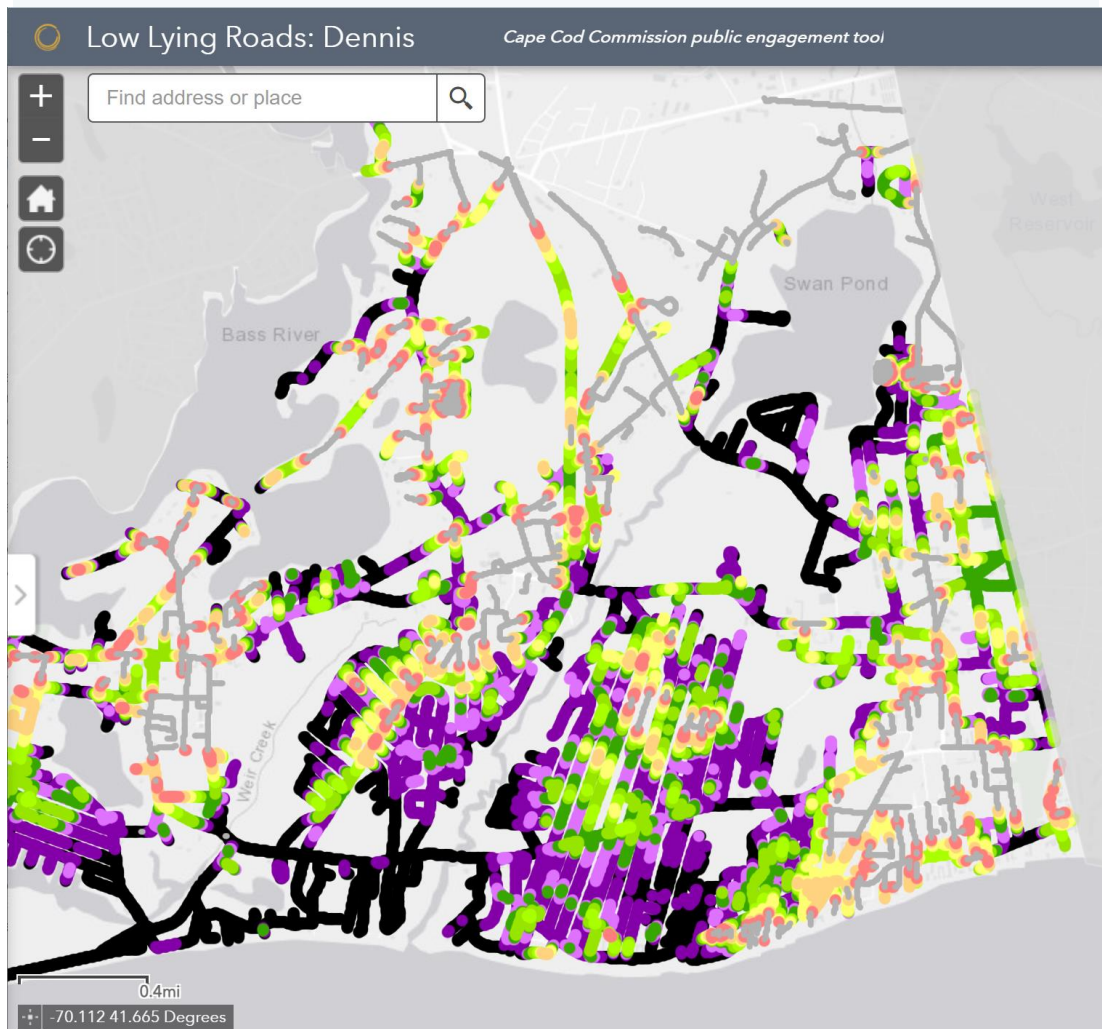 Low Lying Roads: Dennis
Cape Cod Commission public engagement tool
+
Find address or place
−
West
Reservoir
Swan Pond
Bass River
>
Weir Creek
0.4mi
-70.112 41.665 Degrees